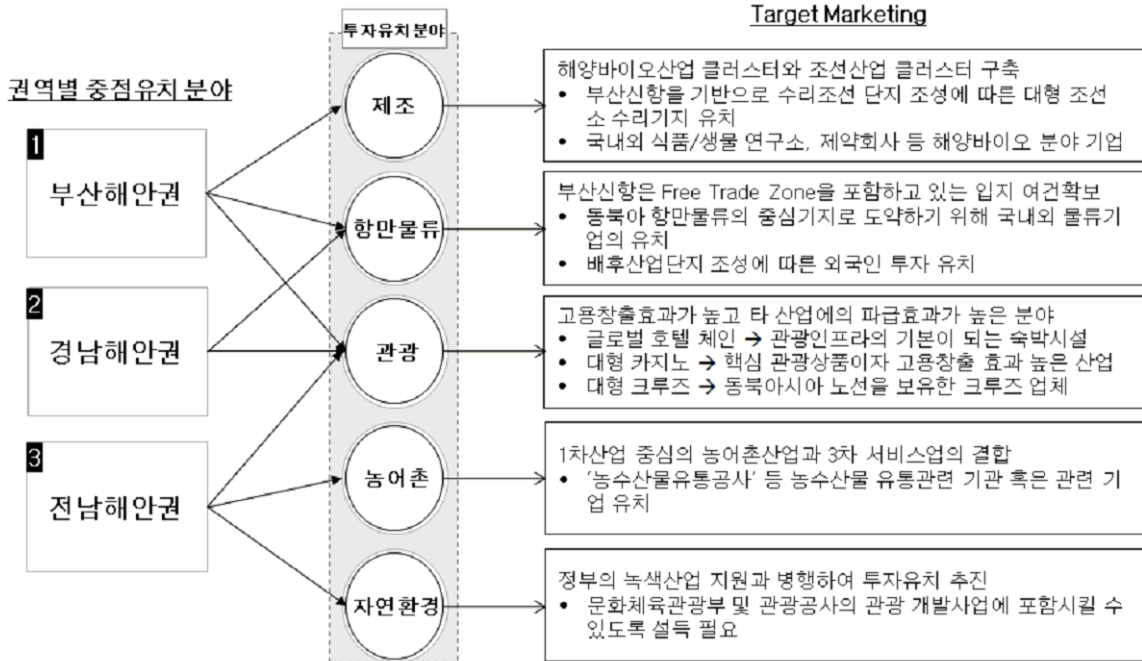 Target Marketing
권역별 중점유치 분야
투자유치분야
1
부산해안권
2
경남해안권
3
전남해안권
제조
항만물류
관광
농어촌
자연환경
해양바이오산업 클러스터와 조선산업 클러스터 구축
• 부산신항을 기반으로 수리조선 단지 조성에 따른 대형 조선
소 수리기지 유치
• 국내외 식품/생물 연구소, 제약회사 등 해양바이오 분야 기업
부산신항은 Free Trade Zone을 포함하고 있는 입지 여건확보
• 동북아 항만물류의 중심기지로 도약하기 위해 국내외 물류기
업의 유치
• 배후산업단지 조성에 따른 외국인 투자 유치
고용창출효과가 높고 타 산업에의 파급효과가 높은 분야
• 글로벌 호텔 체인 → 관광인프라의 기본이 되는 숙박시설
• 대형 카지노 → 핵심 관광상품이자 고용창출 효과 높은 산업
• 대형 크루즈 → 동북아시아 노선을 보유한 크루즈 업체
1차산업 중심의 농어촌산업과 3차 서비스업의 결합
• ‘농수산물유통공사’ 등 농수산물 유통관련 기관 혹은 관련 기
업 유치
정부의 녹색산업 지원과 병행하여 투자유치 추진
• 문화체육관광부 및 관광공사의 관광 개발사업에 포함시킬 수
있도록 설득 필요